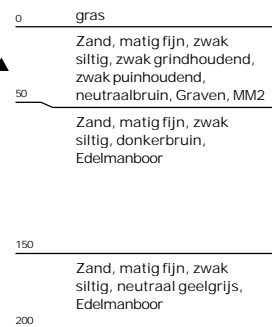 0
gras
Zand, matig fijn, zwak
siltig, zwak grindhoudend,
zwak puinhoudend,
neutraalbruin, Graven, MM2
50
Zand, matig fijn, zwak
siltig, donkerbruin,
Edelmanboor
150
Zand, matig fijn, zwak
siltig, neutraal geelgrijs,
Edelmanboor
200